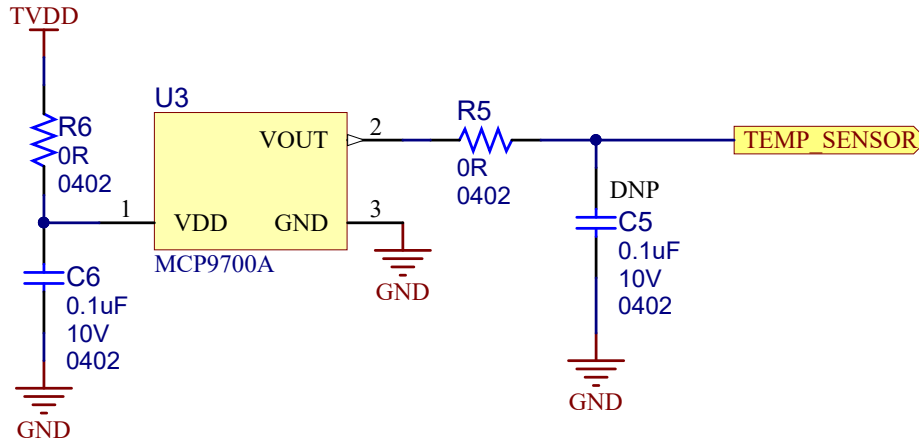 TVDD
R6
0R
0402
C6
0.1uF
10V
0402
GND
U3
VOUT
2
1
VDD
GND
3
MCP9700A
GND
R5
0R
0402
TEMP_SENSOR
DNP
C5
0.1uF
10V
0402
GND